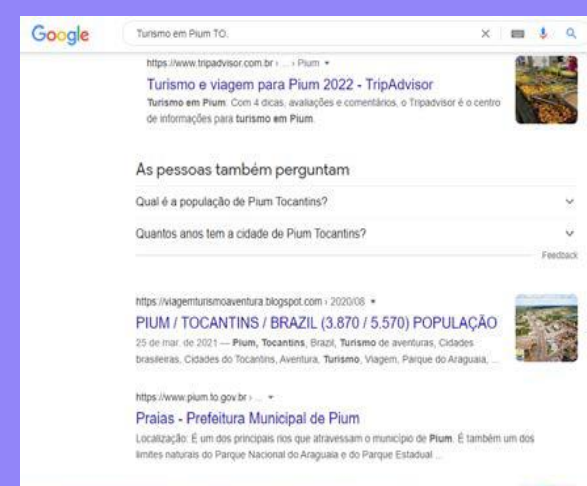 Google
Turismo em Pium TO.
https://www.tripadvisor.com.br › ... › Pium
Turismo e viagem para Pium 2022 - TripAdvisor
Turismo em Pium. Com 4 dicas, avaliações e comentários, o Tripadvisor é o centro
de informações para turismo em Pium.
As pessoas também perguntam
Qual é a população de Pium Tocantins?
Quantos anos tem a cidade de Pium Tocantins?
Feedback
https://viagemturismoaventura.blogspot.com › 2020/08
PIUM / TOCANTINS / BRAZIL (3.870 / 5.570) POPULAÇÃO
25 de mar. de 2021 — Pium, Tocantins, Brazil, Turismo de aventuras, Cidades
brasileiras, Cidades do Tocantins, Aventura, Turismo, Viagem, Parque do Araguaia, ...
https://www.pium.to.gov.br › ...
Praias - Prefeitura Municipal de Pium
Localização: É um dos principais rios que atravessam o município de Pium. É também um dos
limites naturais do Parque Nacional do Araguaia e do Parque Estadual ...